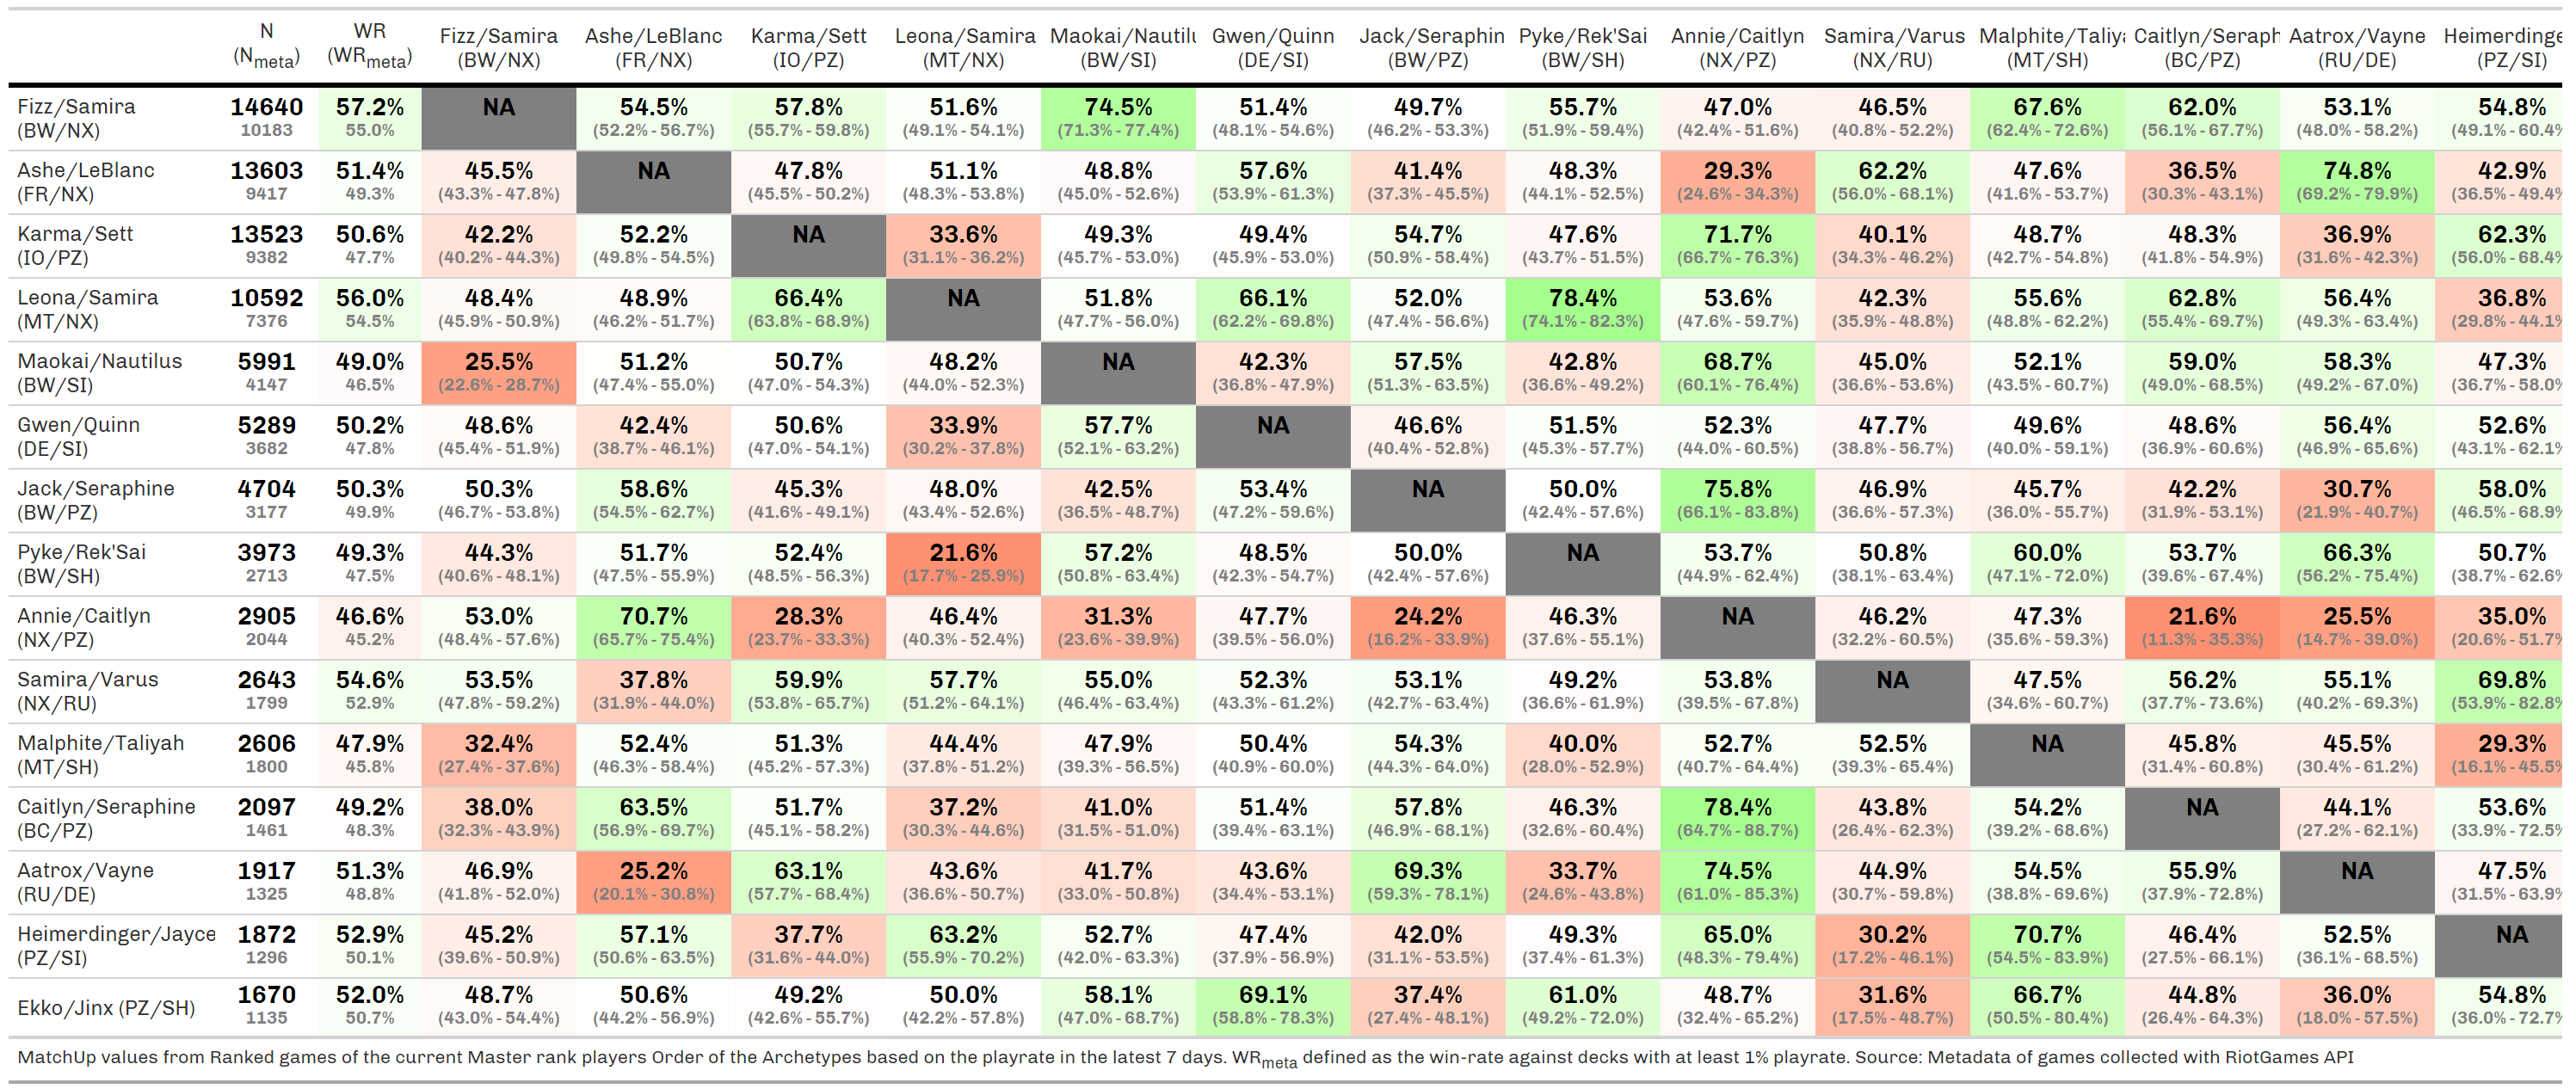 N WR Fizz/Samira Ashe/LeBlanc Karma/Sett Leona/Samira Maokai/Nautilu Gwen/Quinn Jack/Seraphin Pyke/Rek'Sai Annie/Caitlyn Samira/Varus Malphite/Taliya Caitlyn/Seraph Aatrox/Vayne Heimerdinge
(Nmeta) (WRmeta) (BW/NX) (FR/NX) (IO/PZ) (MT/NX) (BW/SI) (DE/SI) (BW/PZ) (BW/SH) (NX/PZ) (NX/RU) (MT/SH) (BC/PZ) (RU/DE) (PZ/SI)
Fizz/Samira 14640 57.2% NA 54.5% 57.8% 51.6% 74.5% 51.4% 49.7% 55.7% 47.0% 46.5% 67.6% 62.0% 53.1% 54.8%
(BW/NX) 10183 55.0% (52.2% - 56.7%) (55.7% - 59.8%) (49.1% - 54.1%) (71.3% - 77.4%) (48.1% - 54.6%) (46.2% - 53.3%) (51.9% - 59.4%) (42.4% - 51.6%) (40.8% - 52.2%) (62.4% - 72.6%) (56.1% - 67.7%) (48.0% - 58.2%) (49.1% - 60.4%
Ashe/LeBlanc 13603 51.4% 45.5% NA 47.8% 51.1% 48.8% 57.6% 41.4% 48.3% 29.3% 62.2% 47.6% 36.5% 74.8% 42.9%
(FR/NX) 9417 49.3% (43.3% - 47.8%) (45.5% - 50.2%) (48.3% - 53.8%) (45.0% - 52.6%) (53.9% - 61.3%) (37.3% - 45.5%) (44.1% - 52.5%) (24.6% - 34.3%) (56.0% - 68.1%) (41.6% - 53.7%) (30.3% - 43.1%) (69.2% - 79.9%) (36.5% - 49.4%
Karma/Sett 13523 50.6% 42.2% 52.2% NA 33.6% 49.3% 49.4% 54.7% 47.6% 71.7% 40.1% 48.7% 48.3% 36.9% 62.3%
(IO/PZ) 9382 47.7% (40.2% - 44.3%) (49.8% - 54.5%) (31.1% - 36.2%) (45.7% - 53.0%) (45.9% - 53.0%) (50.9% - 58.4%) (43.7% - 51.5%) (66.7% - 76.3%) (34.3% - 46.2%) (42.7% - 54.8%) (41.8% - 54.9%) (31.6% - 42.3%) (56.0% - 68.4%
Leona/Samira 10592 56.0% 48.4% 48.9% 66.4% NA 51.8% 66.1% 52.0% 78.4% 53.6% 42.3% 55.6% 62.8% 56.4% 36.8%
(MT/NX) 7376 54.5% (45.9% - 50.9%) (46.2% - 51.7%) (63.8% - 68.9%) (47.7% - 56.0%) (62.2% - 69.8%) (47.4% - 56.6%) (74.1% - 82.3%) (47.6% - 59.7%) (35.9% - 48.8%) (48.8% - 62.2%) (55.4% - 69.7%) (49.3% - 63.4%) (29.8% - 44.1%
Maokai/Nautilus 5991 49.0% 25.5% 51.2% 50.7% 48.2% NA 42.3% 57.5% 42.8% 68.7% 45.0% 52.1% 59.0% 58.3% 47.3%
(BW/SI) 4147 46.5% (22.6% - 28.7%) (47.4% - 55.0%) (47.0% - 54.3%) (44.0% - 52.3%) (36.8% - 47.9%) (51.3% - 63.5%) (36.6% - 49.2%) (60.1% - 76.4%) (36.6% - 53.6%) (43.5% - 60.7%) (49.0% - 68.5%) (49.2% - 67.0%) (36.7% - 58.0%
Gwen/Quinn 5289 50.2% 48.6% 42.4% 50.6% 33.9% 57.7% NA 46.6% 51.5% 52.3% 47.7% 49.6% 48.6% 56.4% 52.6%
(DE/SI) 3682 47.8% (45.4% - 51.9%) (38.7% - 46.1%) (47.0% - 54.1%) (30.2% - 37.8%) (52.1% - 63.2%) (40.4% - 52.8%) (45.3% - 57.7%) (44.0% - 60.5%) (38.8% - 56.7%) (40.0% - 59.1%) (36.9% - 60.6%) (46.9% - 65.6%) (43.1% - 62.1%
Jack/Seraphine 4704 50.3% 50.3% 58.6% 45.3% 48.0% 42.5% 53.4% NA 50.0% 75.8% 46.9% 45.7% 42.2% 30.7% 58.0%
(BW/PZ) 3177 49.9% (46.7% - 53.8%) (54.5% - 62.7%) (41.6% - 49.1%) (43.4% - 52.6%) (36.5% - 48.7%) (47.2% - 59.6%) (42.4% - 57.6%) (66.1% - 83.8%) (36.6% - 57.3%) (36.0% - 55.7%) (31.9% - 53.1%) (21.9% - 40.7%) (46.5% - 68.9%
Pyke/Rek'Sai 3973 49.3% 44.3% 51.7% 52.4% 21.6% 57.2% 48.5% 50.0% NA 53.7% 50.8% 60.0% 53.7% 66.3% 50.7%
(BW/SH) 2713 47.5% (40.6% - 48.1%) (47.5% - 55.9%) (48.5% - 56.3%) (17.7% - 25.9%) (50.8% - 63.4%) (42.3% - 54.7%) (42.4% - 57.6%) (44.9% - 62.4%) (38.1% - 63.4%) (47.1% - 72.0%) (39.6% - 67.4%) (56.2% - 75.4%) (38.7% - 62.6%
Annie/Caitlyn 2905 46.6% 53.0% 70.7% 28.3% 46.4% 31.3% 47.7% 24.2% 46.3% NA 46.2% 47.3% 21.6% 25.5% 35.0%
(NX/PZ) 2044 45.2% (48.4% - 57.6%) (65.7% - 75.4%) (23.7% - 33.3%) (40.3% - 52.4%) (23.6% - 39.9%) (39.5% - 56.0%) (16.2% - 33.9%) (37.6% - 55.1%) (32.2% - 60.5%) (35.6% - 59.3%) (11.3% - 35.3%) (14.7% - 39.0%) (20.6% - 51.7%
Samira/Varus 2643 54.6% 53.5% 37.8% 59.9% 57.7% 55.0% 52.3% 53.1% 49.2% 53.8% NA 47.5% 56.2% 55.1% 69.8%
(NX/RU) 1799 52.9% (47.8% - 59.2%) (31.9% - 44.0%) (53.8% - 65.7%) (51.2% - 64.1%) (46.4% - 63.4%) (43.3% - 61.2%) (42.7% - 63.4%) (36.6% - 61.9%) (39.5% - 67.8%) (34.6% - 60.7%) (37.7% - 73.6%) (40.2% - 69.3%) (53.9% - 82.8%
Malphite/Taliyah 2606 47.9% 32.4% 52.4% 51.3% 44.4% 47.9% 50.4% 54.3% 40.0% 52.7% 52.5% NA 45.8% 45.5% 29.3%
(MT/SH) 1800 45.8% (27.4% - 37.6%) (46.3% - 58.4%) (45.2% - 57.3%) (37.8% - 51.2%) (39.3% - 56.5%) (40.9% - 60.0%) (44.3% - 64.0%) (28.0% - 52.9%) (40.7% - 64.4%) (39.3% - 65.4%) (31.4% - 60.8%) (30.4% - 61.2%) (16.1% - 45.5%
Caitlyn/Seraphine 2097 49.2% 38.0% 63.5% 51.7% 37.2% 41.0% 51.4% 57.8% 46.3% 78.4% 43.8% 54.2% NA 44.1% 53.6%
(BC/PZ) 1461 48.3% (32.3% - 43.9%) (56.9% - 69.7%) (45.1% - 58.2%) (30.3% - 44.6%) (31.5% - 51.0%) (39.4% - 63.1%) (46.9% - 68.1%) (32.6% - 60.4%) (64.7% - 88.7%) (26.4% - 62.3%) (39.2% - 68.6%) (27.2% - 62.1%) (33.9% - 72.5%
Aatrox/Vayne 1917 51.3% 46.9% 25.2% 63.1% 43.6% 41.7% 43.6% 69.3% 33.7% 74.5% 44.9% 54.5% 55.9% NA 47.5%
(RU/DE) 1325 48.8% (41.8% - 52.0%) (20.1% - 30.8%) (57.7% - 68.4%) (36.6% - 50.7%) (33.0% - 50.8%) (34.4% - 53.1%) (59.3% - 78.1%) (24.6% - 43.8%) (61.0% - 85.3%) (30.7% - 59.8%) (38.8% - 69.6%) (37.9% - 72.8%) (31.5% - 63.9%
Heimerdinger/Jayce 1872 52.9% 45.2% 57.1% 37.7% 63.2% 52.7% 47.4% 42.0% 49.3% 65.0% 30.2% 70.7% 46.4% 52.5% NA
(PZ/SI) 1296 50.1% (39.6% - 50.9%) (50.6% - 63.5%) (31.6% - 44.0%) (55.9% - 70.2%) (42.0% - 63.3%) (37.9% - 56.9%) (31.1% - 53.5%) (37.4% - 61.3%) (48.3% - 79.4%) (17.2% - 46.1%) (54.5% - 83.9%) (27.5% - 66.1%) (36.1% - 68.5%)
Ekko/Jinx (PZ/SH) 1670 52.0% 48.7% 50.6% 49.2% 50.0% 58.1% 69.1% 37.4% 61.0% 48.7% 31.6% 66.7% 44.8% 36.0% 54.8%
1135 50.7% (43.0% - 54.4%) (44.2% - 56.9%) (42.6% - 55.7%) (42.2% - 57.8%) (47.0% - 68.7%) (58.8% - 78.3%) (27.4% - 48.1%) (49.2% - 72.0%) (32.4% - 65.2%) (17.5% - 48.7%) (50.5% - 80.4%) (26.4% - 64.3%) (18.0% - 57.5%) (36.0% - 72.7%
MatchUp values from Ranked games of the current Master rank players Order of the Archetypes based on the playrate in the latest 7 days. WRmeta defined as the win-rate against decks with at least 1% playrate. Source: Metadata of games collected with RiotGames API